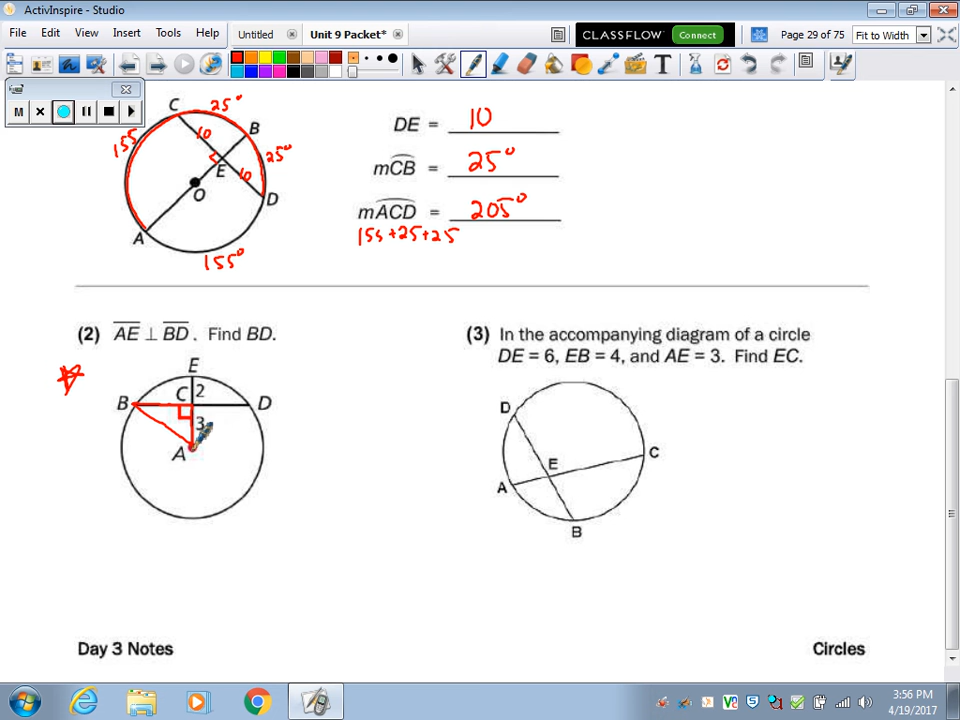 ActivInspire - Studio
File Edit View Insert Tools Help
Untitled
Unit 9 Packet*
CLASSFLOW Connect
Page 29 of 75
Fit to Width
M
C
25°
155
10
B
25°
E
10
O
D
A
155°
DE = 10
mCB = 25°
mACD = 205°
155+25+25
(2) AE ⊥ BD . Find BD.
E
C 2
B
D
3
A
(3) In the accompanying diagram of a circle
DE = 6, EB = 4, and AE = 3. Find EC.
D
C
E
A
B
Day 3 Notes
Circles
3:56 PM
4/19/2017